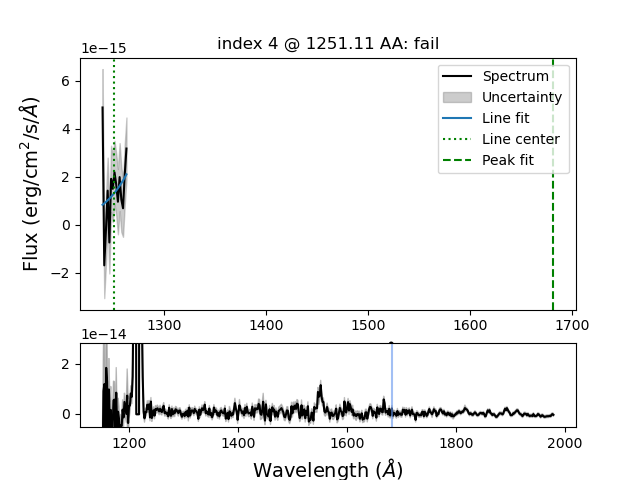 index 4 @ 1251.11 AA: fail
1e−15
Flux (erg/cm²/s/Å)
6
4
2
0
−2
Spectrum
Uncertainty
Line fit
Line center
Peak fit
1300 1400 1500 1600 1700
1e−14
2
0
1200 1400 1600 1800 2000
Wavelength (Å)